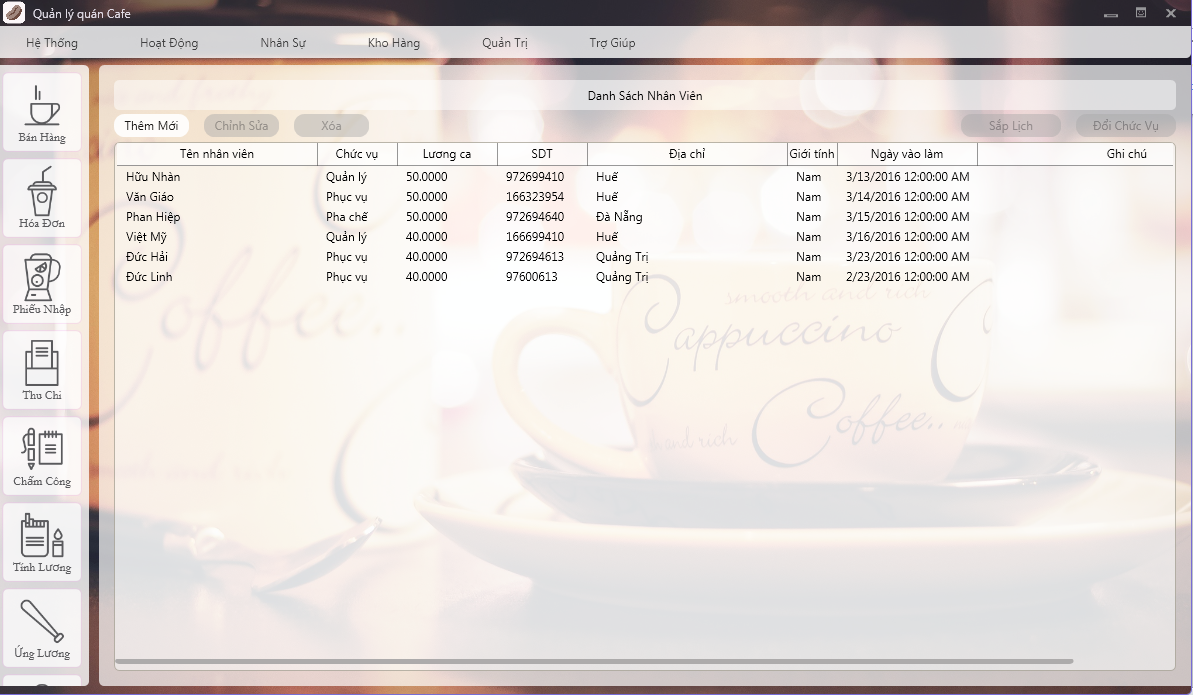 Quản lý quán Cafe
Hệ Thống Hoạt Động Nhân Sự Kho Hàng Quản Trị Trợ Giúp
Danh Sách Nhân Viên
Thêm Mới Chỉnh Sửa Xóa Sắp Lịch Đổi Chức Vụ
Tên nhân viên Chức vụ Lương ca SDT Địa chỉ Giới tính Ngày vào làm Ghi chú
Hữu Nhàn Quản lý 50.0000 972699410 Huế Nam 3/13/2016 12:00:00 AM
Văn Giáo Phục vụ 50.0000 166323954 Huế Nam 3/14/2016 12:00:00 AM
Phan Hiệp Pha chế 50.0000 972694640 Đà Nẵng Nam 3/15/2016 12:00:00 AM
Việt Mỹ Quản lý 40.0000 166699410 Huế Nam 3/16/2016 12:00:00 AM
Đức Hải Phục vụ 40.0000 972694613 Quảng Trị Nam 3/23/2016 12:00:00 AM
Đức Linh Phục vụ 40.0000 97600613 Quảng Trị Nam 2/23/2016 12:00:00 AM
Bán Hàng
Hóa Đơn
Phiếu Nhập
Thu Chi
Chấm Công
Tính Lương
Ứng Lương
smooth and rich
Cappuccino
Coffee..
and rich
Coffee...